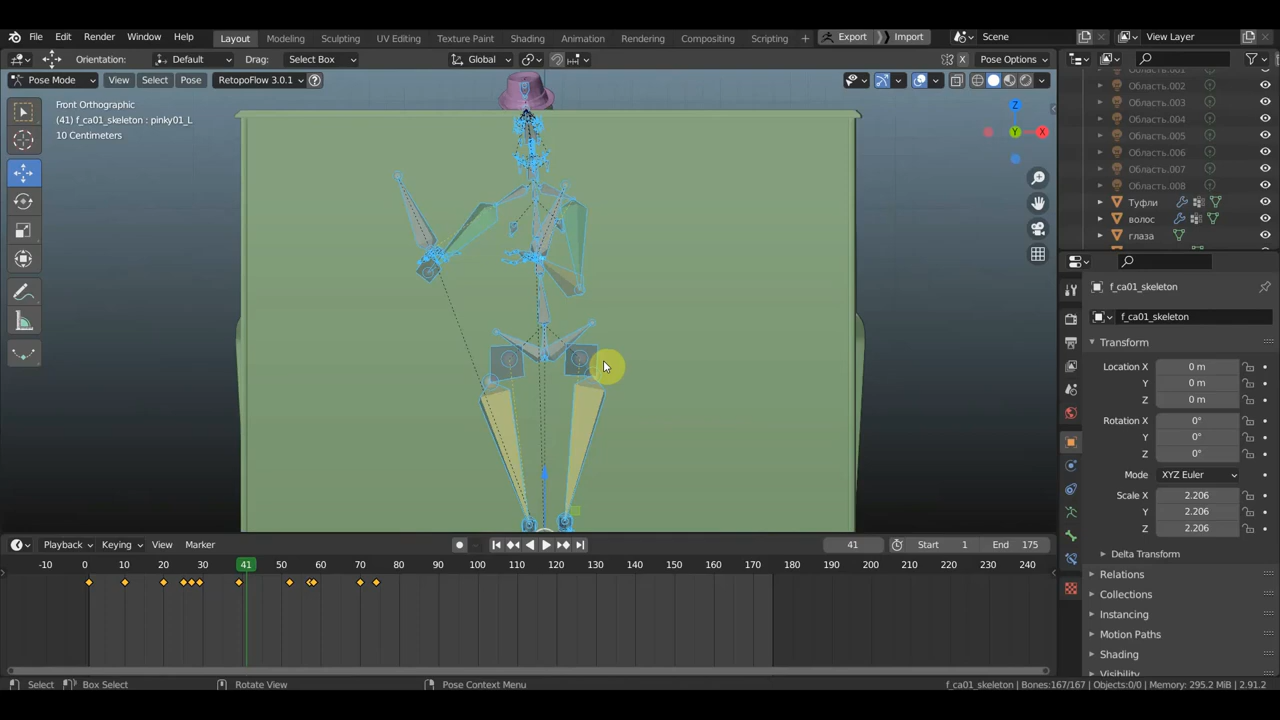 File Edit Render Window Help Layout Modeling Sculpting UV Editing Texture Paint Shading Animation Rendering Compositing Scripting + Export Import Scene View Layer
Orientation: Default Drag: Select Box Global Pose Options
Pose Mode View Select Pose RetopoFlow 3.0.1
Front Orthographic
(41) f_ca01_skeleton : pinky01_L
10 Centimeters
Z
Y
X
Область.001
Область.002
Область.003
Область.004
Область.005
Область.006
Область.007
Область.008
Туфли
волос
глаза
f_ca01_skeleton
f_ca01_skeleton
Transform
Location X 0 m
Y 0 m
Z 0 m
Rotation X 0°
Y 0°
Z 0°
Mode XYZ Euler
Scale X 2.206
Y 2.206
Z 2.206
Delta Transform
Relations
Collections
Instancing
Motion Paths
Shading
Visibility
Playback Keying View Marker 41 Start 1 End 175
-10 0 10 20 30 41 50 60 70 80 90 100 110 120 130 140 150 160 170 180 190 200 210 220 230 240
Select Box Select Rotate View Pose Context Menu f_ca01_skeleton | Bones:167/167 | Objects:0/0 | Memory: 295.2 MiB | 2.91.2